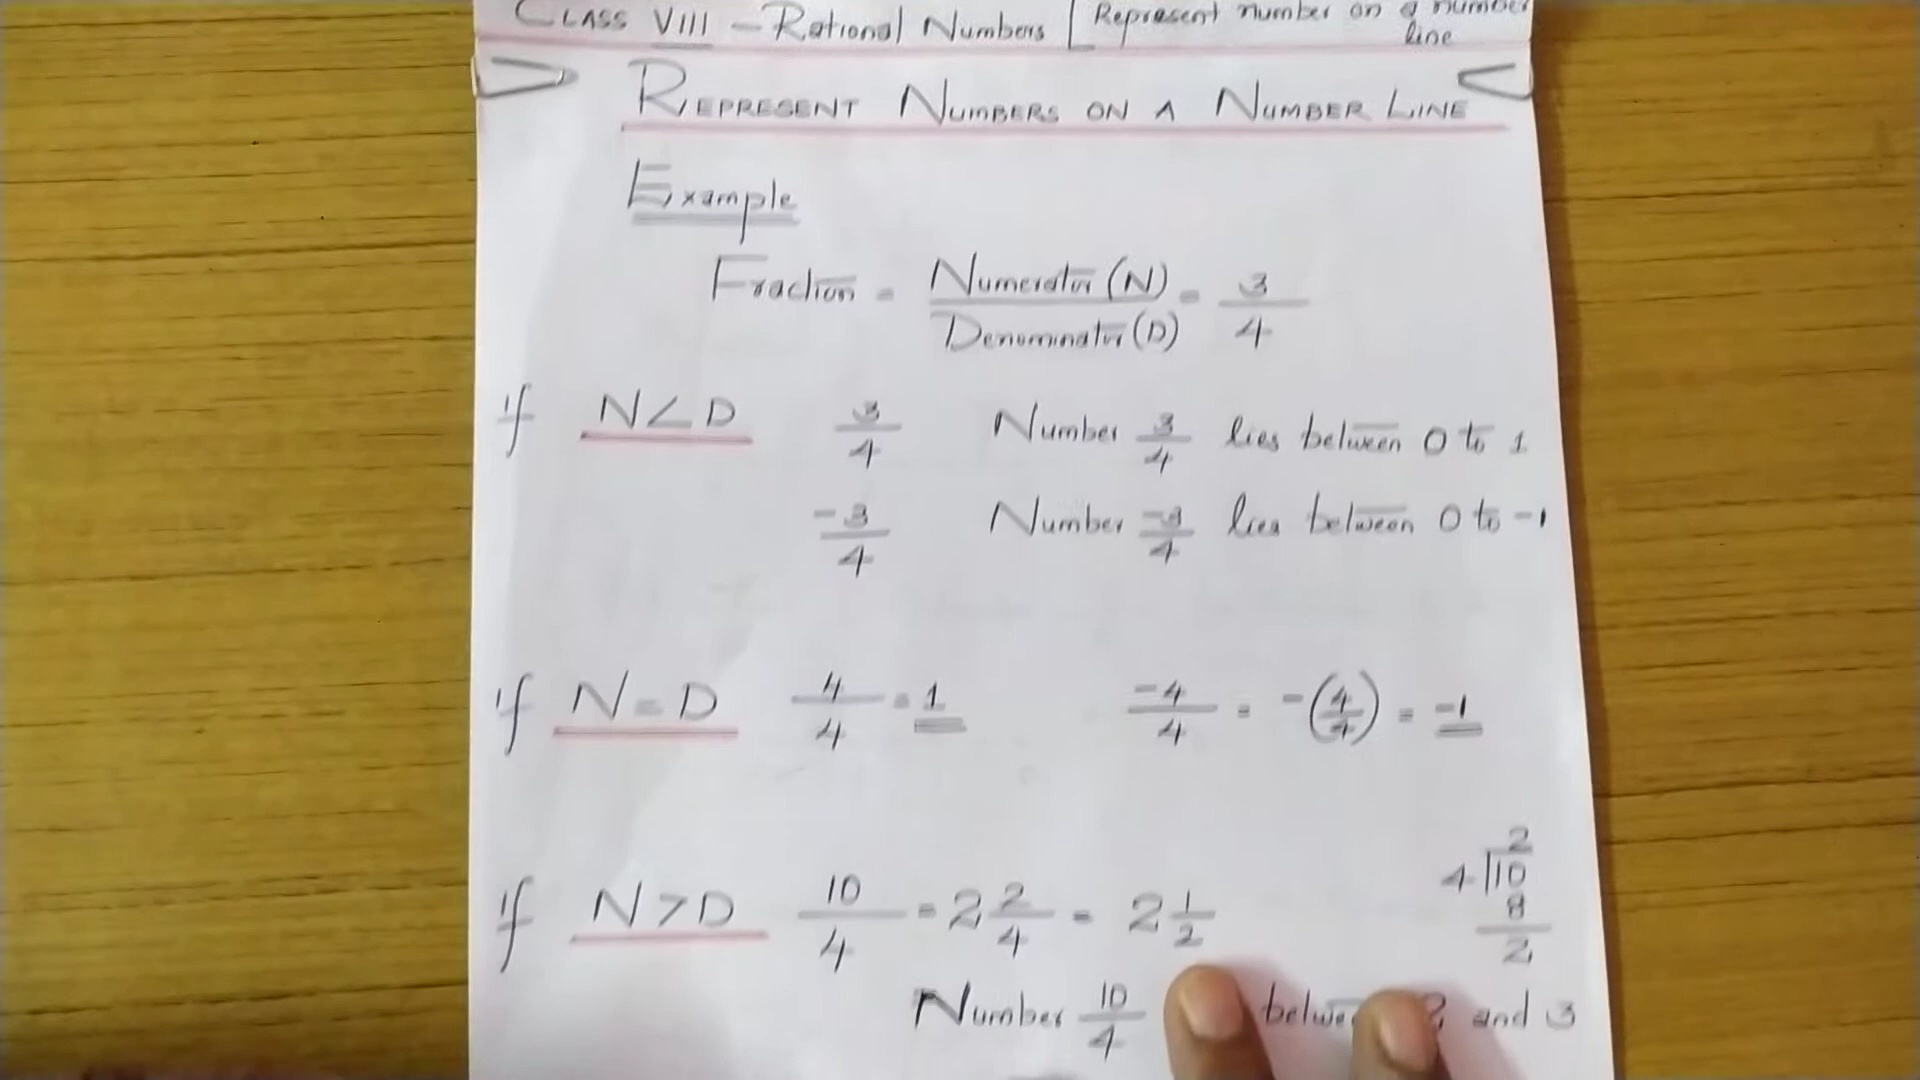 CLASS VIII - Rational Numbers [Represent number on a number line
REPRESENT NUMBERS ON A NUMBER LINE
Example
Fraction = Numerator (N) / Denominator (D) = 3/4
if N < D 3/4 Number 3/4 lies between 0 to 1
-3/4 Number -3/4 lies between 0 to -1
if N = D 4/4 = 1 -4/4 = -(4/4) = -1
if N > D 10/4 = 2 2/4 = 2 1/2
2
4 10
8
2
Number 10/4 and 3